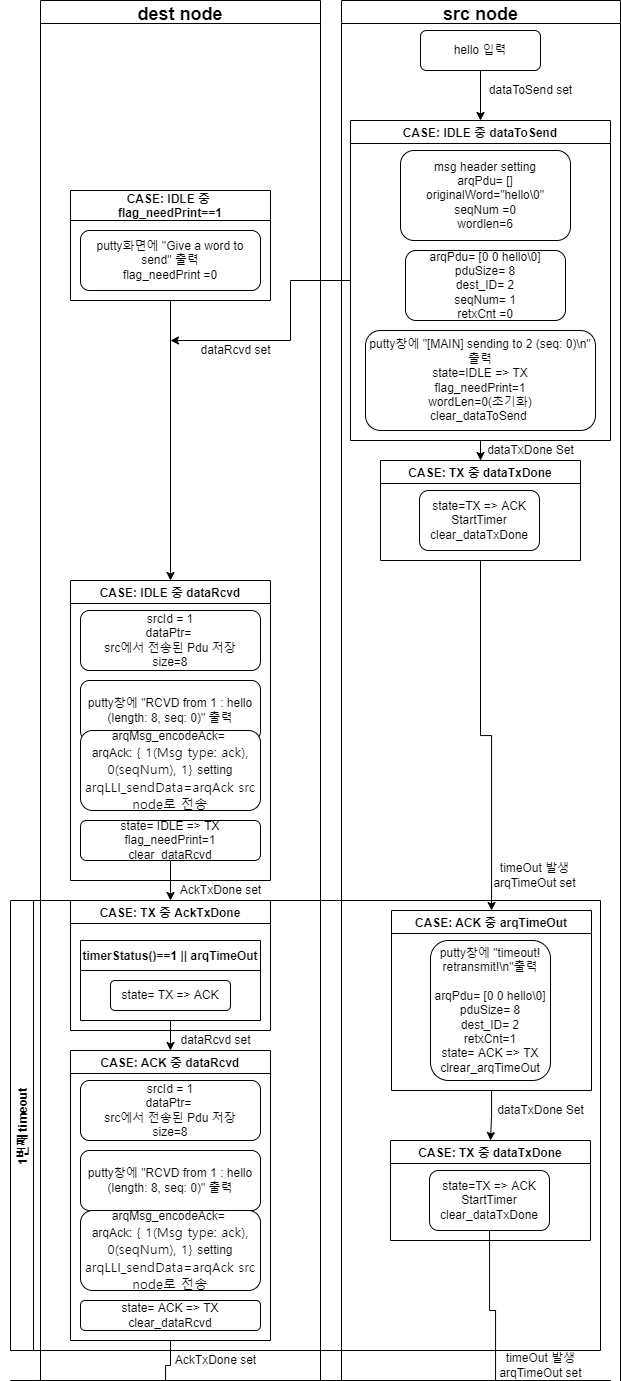 dest node
src node
hello 입력
dataToSend set
CASE: IDLE 중 dataToSend
msg header setting
arqPdu= []
originalWord="hello\0"
seqNum =0
wordlen=6
arqPdu= [0 0 hello\0]
pduSize= 8
dest_ID= 2
seqNum= 1
retxCnt =0
putty창에 "[MAIN] sending to 2 (seq: 0)\n"
출력
state=IDLE => TX
flag_needPrint=1
wordLen=0(초기화)
clear_dataToSend
dataTxDone Set
CASE: TX 중 dataTxDone
state=TX => ACK
StartTimer
clear_dataTxDone
CASE: IDLE 중
flag_needPrint==1
putty화면에 "Give a word to
send" 출력
flag_needPrint =0
dataRcvd set
CASE: IDLE 중 dataRcvd
srcId = 1
dataPtr=
src에서 전송된 Pdu 저장
size=8
putty창에 "RCVD from 1 : hello
(length: 8, seq: 0)" 출력
arqMsg_encodeAck=
arqAck: { 1(Msg type: ack),
0(seqNum), 1} setting
arqLLI_sendData=arqAck src
node로 전송
state= IDLE => TX
flag_needPrint=1
clear_dataRcvd
AckTxDone set
timeOut 발생
arqTimeOut set
1번째 timeout
CASE: TX 중 AckTxDone
timerStatus()==1 || arqTimeOut
state= TX => ACK
dataRcvd set
CASE: ACK 중 dataRcvd
srcId = 1
dataPtr=
src에서 전송된 Pdu 저장
size=8
putty창에 "RCVD from 1 : hello
(length: 8, seq: 0)" 출력
arqMsg_encodeAck=
arqAck: { 1(Msg type: ack),
0(seqNum), 1} setting
arqLLI_sendData=arqAck src
node로 전송
state= ACK => TX
clear_dataRcvd
AckTxDone set
CASE: ACK 중 arqTimeOut
putty창에 "timeout!
retransmit!\n"출력
arqPdu= [0 0 hello\0]
pduSize= 8
dest_ID= 2
retxCnt=1
state= ACK => TX
clrear_arqTimeOut
dataTxDone Set
CASE: TX 중 dataTxDone
state=TX => ACK
StartTimer
clear_dataTxDone
timeOut 발생
arqTimeOut set